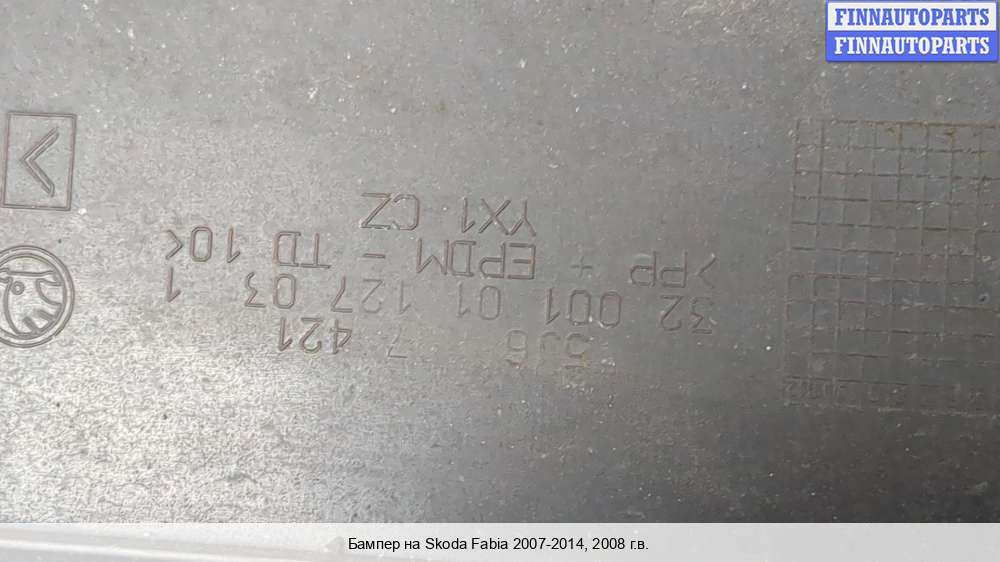 FINNAUTOPARTS
FINNAUTOPARTS
5J6 7 421
32 001 01 127 03 1
>PP + EPDM - TD 10<
YX1 CZ
Бампер на Skoda Fabia 2007-2014, 2008 г.в.